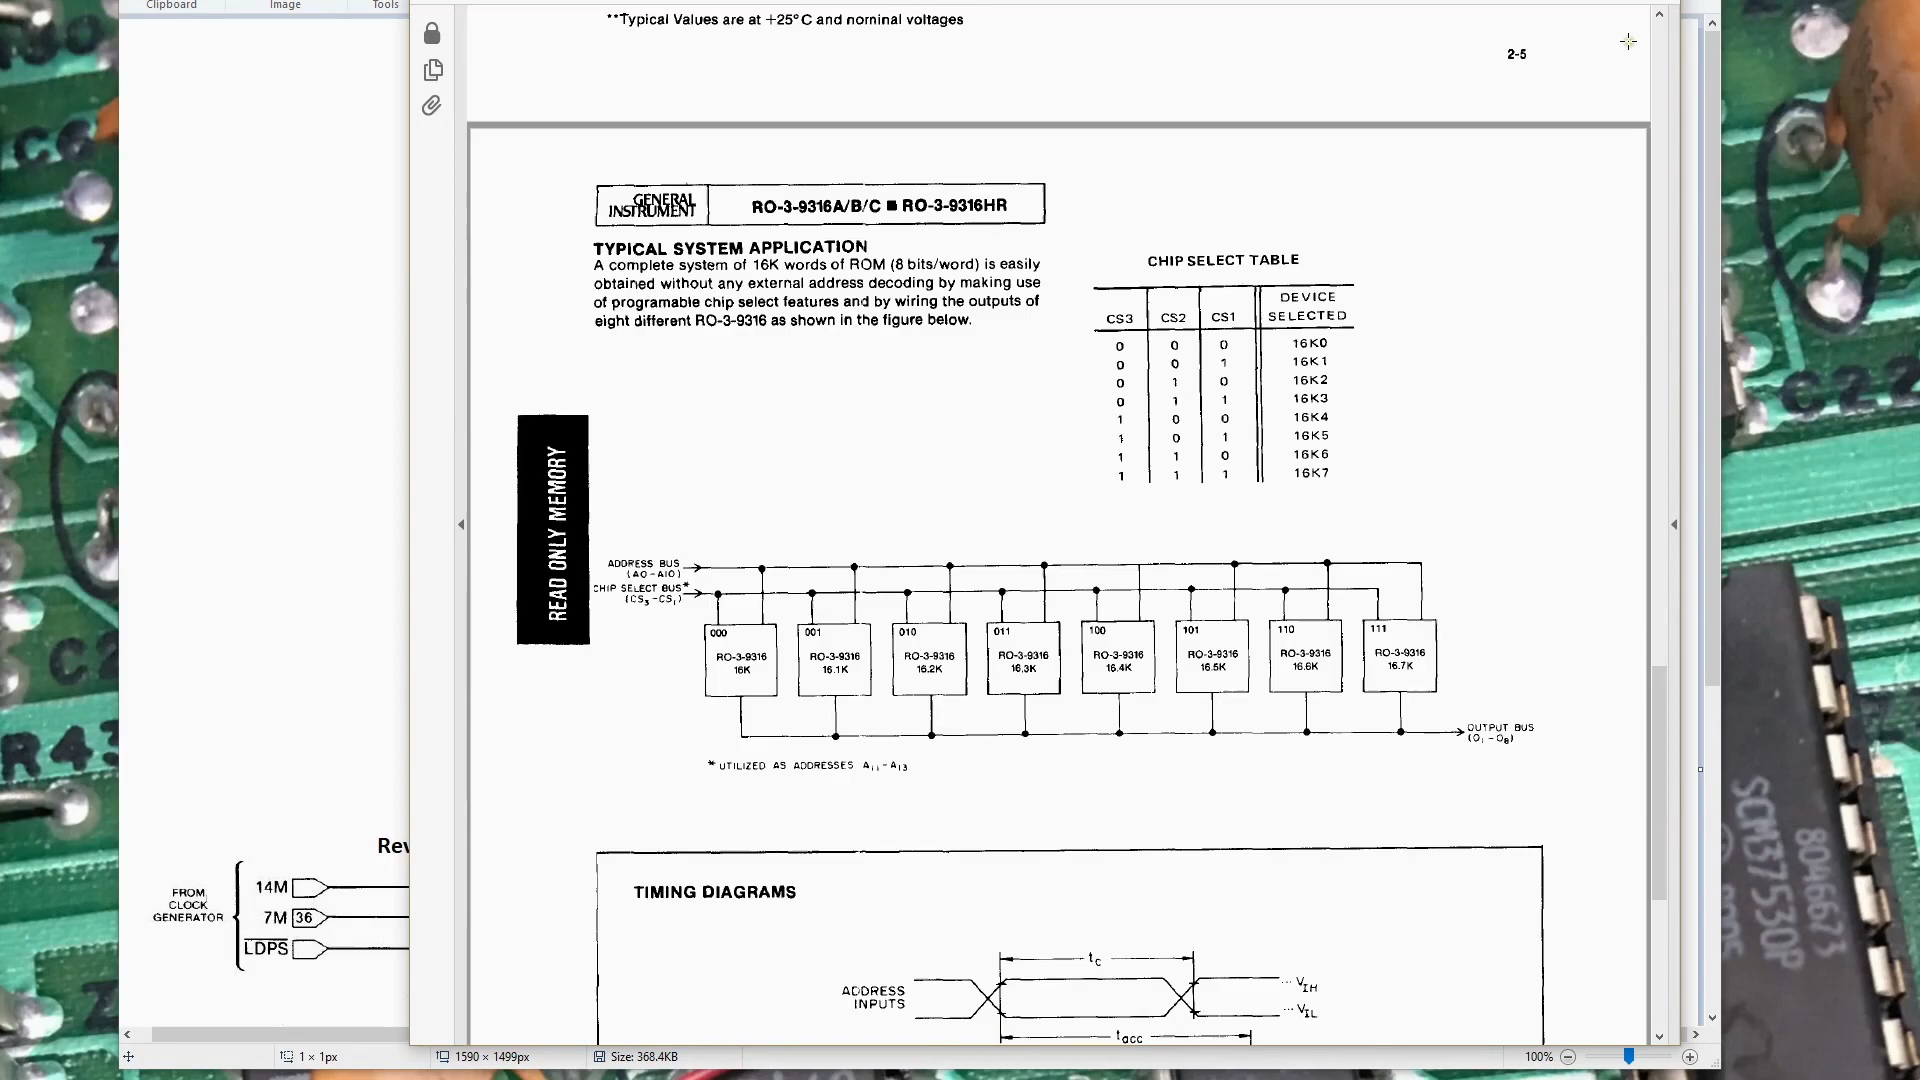 Clipboard
Image
Tools
**Typical Values are at +25°C and nominal voltages
2-5
GENERAL
INSTRUMENT
RO-3-9316A/B/C ■ RO-3-9316HR
TYPICAL SYSTEM APPLICATION
A complete system of 16K words of ROM (8 bits/word) is easily
obtained without any external address decoding by making use
of programable chip select features and by wiring the outputs of
eight different RO-3-9316 as shown in the figure below.
CHIP SELECT TABLE
CS3 CS2 CS1 DEVICE SELECTED
0 0 0 16K0
0 0 1 16K1
0 1 0 16K2
0 1 1 16K3
1 0 0 16K4
1 0 1 16K5
1 1 0 16K6
1 1 1 16K7
READ ONLY MEMORY
ADDRESS BUS
(A0-A10)
CHIP SELECT BUS*
(CS3-CS1)
000
RO-3-9316
16K
001
RO-3-9316
16.1K
010
RO-3-9316
16.2K
011
RO-3-9316
16.3K
100
RO-3-9316
16.4K
101
RO-3-9316
16.5K
110
RO-3-9316
16.6K
111
RO-3-9316
16.7K
OUTPUT BUS
(O1-O8)
* UTILIZED AS ADDRESSES A11-A13
TIMING DIAGRAMS
tc
ADDRESS
INPUTS
... VIH
... VIL
tacc
Rev
FROM
CLOCK
GENERATOR
14M
7M 36
LDPS
1 × 1px
1590 × 1499px
Size: 368.4KB
100%
R43
C22
SCM37530P
8046673